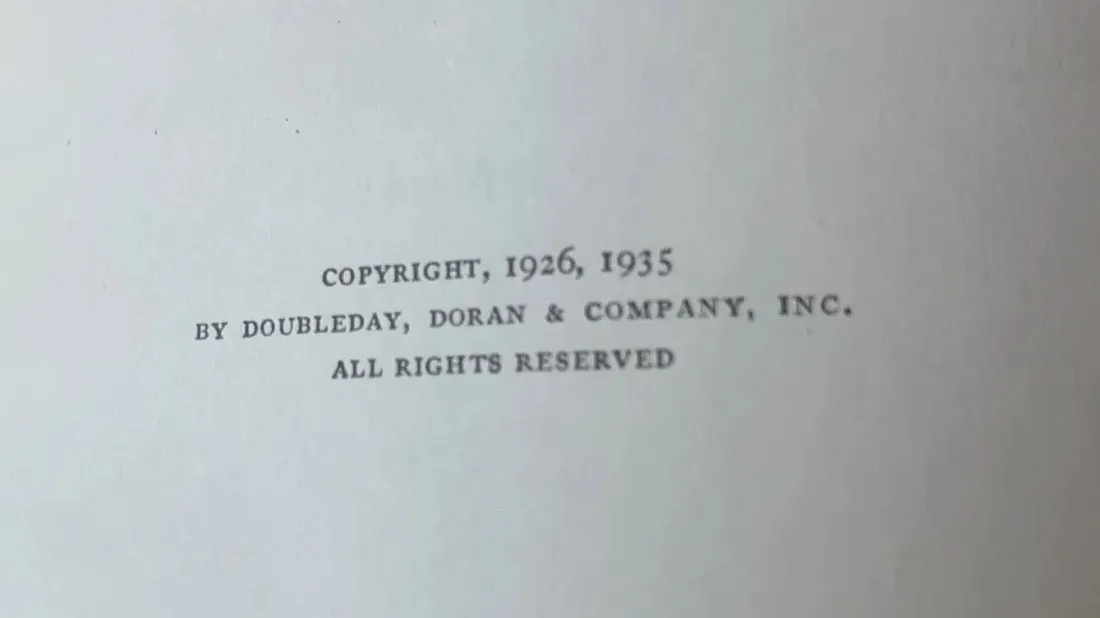 COPYRIGHT, 1926, 1935
BY DOUBLEDAY, DORAN & COMPANY, INC.
ALL RIGHTS RESERVED